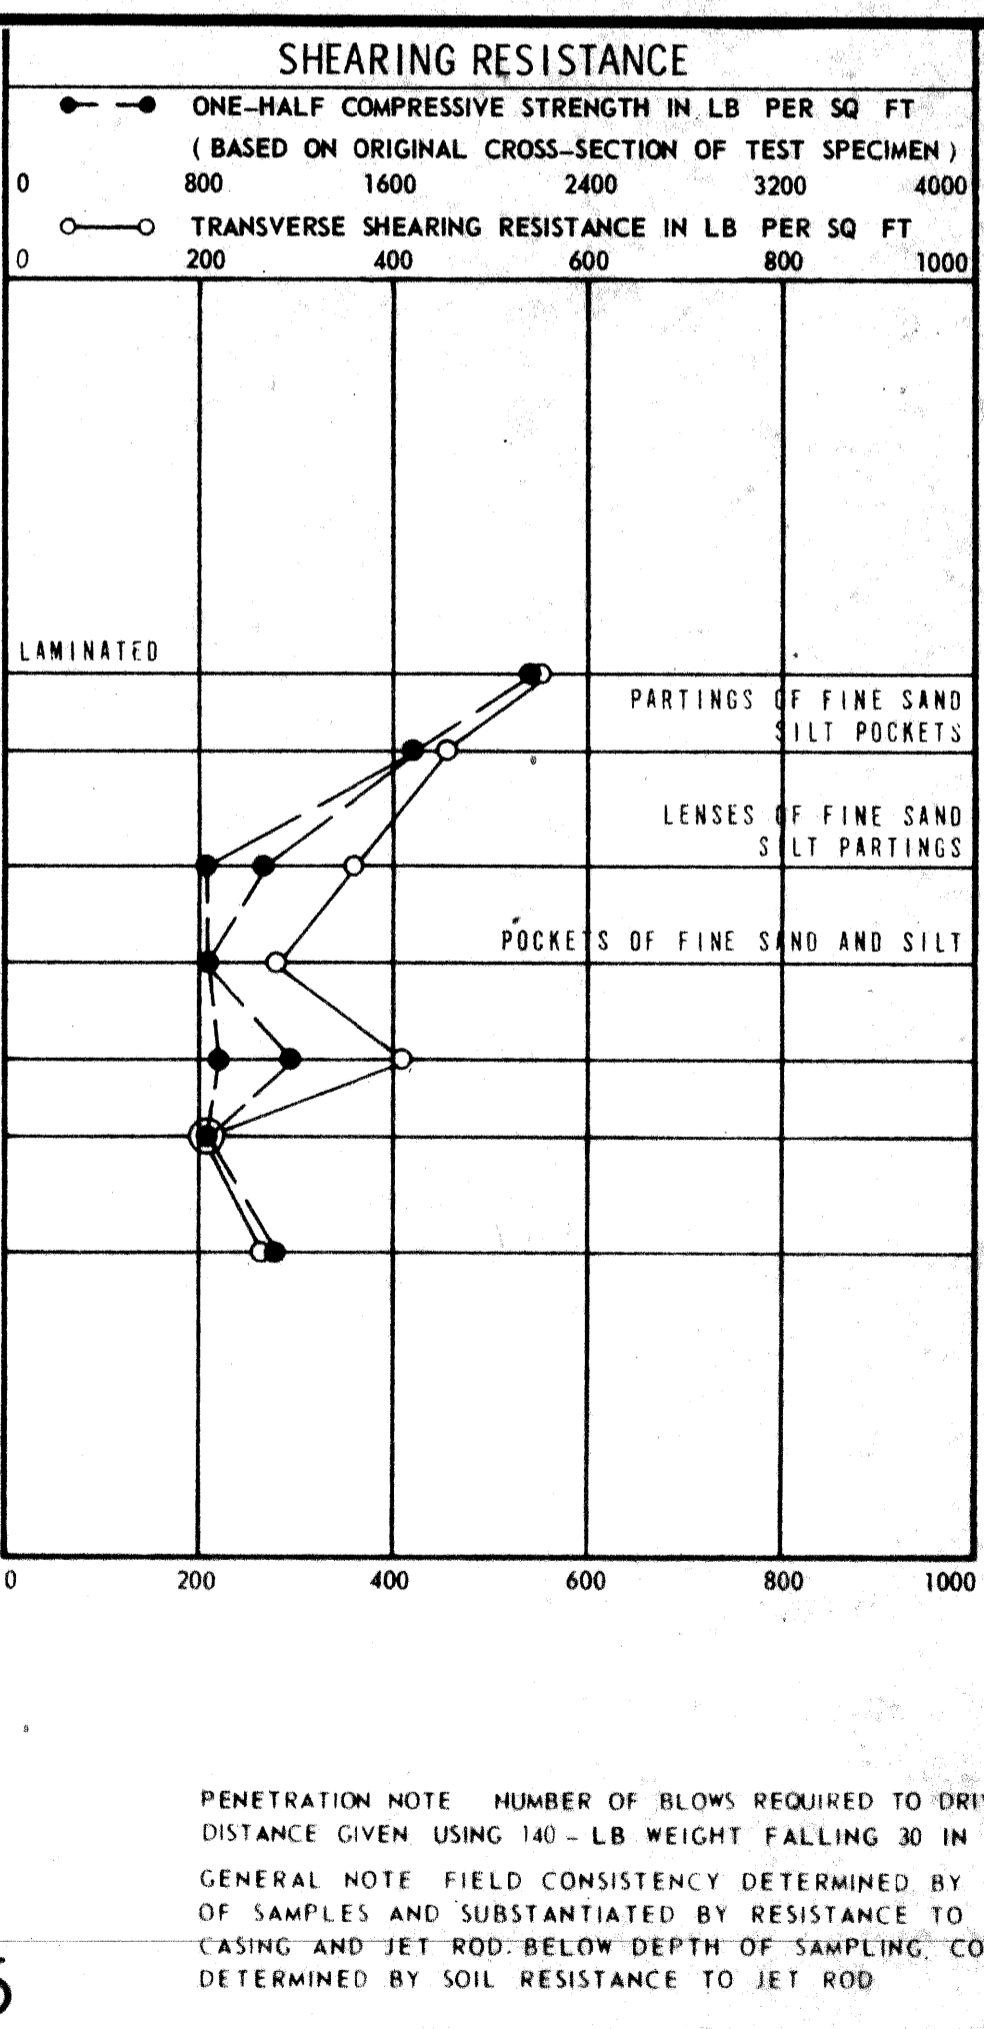 SHEARING RESISTANCE
ONE-HALF COMPRESSIVE STRENGTH IN LB PER SQ FT
( BASED ON ORIGINAL CROSS-SECTION OF TEST SPECIMEN )
0 800 1600 2400 3200 4000
TRANSVERSE SHEARING RESISTANCE IN LB PER SQ FT
0 200 400 600 800 1000
LAMINATED
PARTINGS OF FINE SAND
SILT POCKETS
LENSES OF FINE SAND
SILT PARTINGS
POCKETS OF FINE SAND AND SILT
0 200 400 600 800 1000
PENETRATION NOTE NUMBER OF BLOWS REQUIRED TO DRI
DISTANCE GIVEN USING 140 - LB WEIGHT FALLING 30 IN
GENERAL NOTE FIELD CONSISTENCY DETERMINED BY
OF SAMPLES AND SUBSTANTIATED BY RESISTANCE TO
CASING AND JET ROD. BELOW DEPTH OF SAMPLING, CO
DETERMINED BY SOIL RESISTANCE TO JET ROD